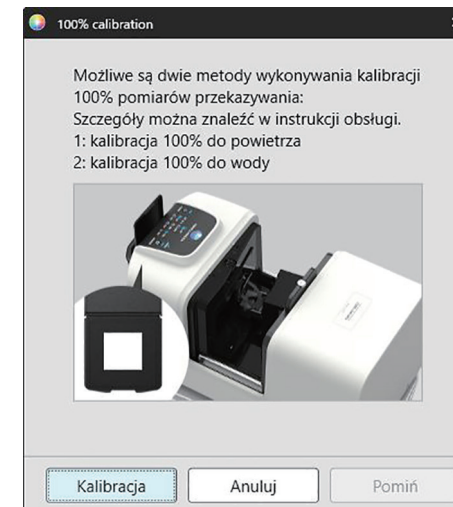 100% calibration
Możliwe są dwie metody wykonywania kalibracji
100% pomiarów przekazywania:
Szczegóły można znaleźć w instrukcji obsługi.
1: kalibracja 100% do powietrza
2: kalibracja 100% do wody
Kalibracja
Anuluj
Pomiń